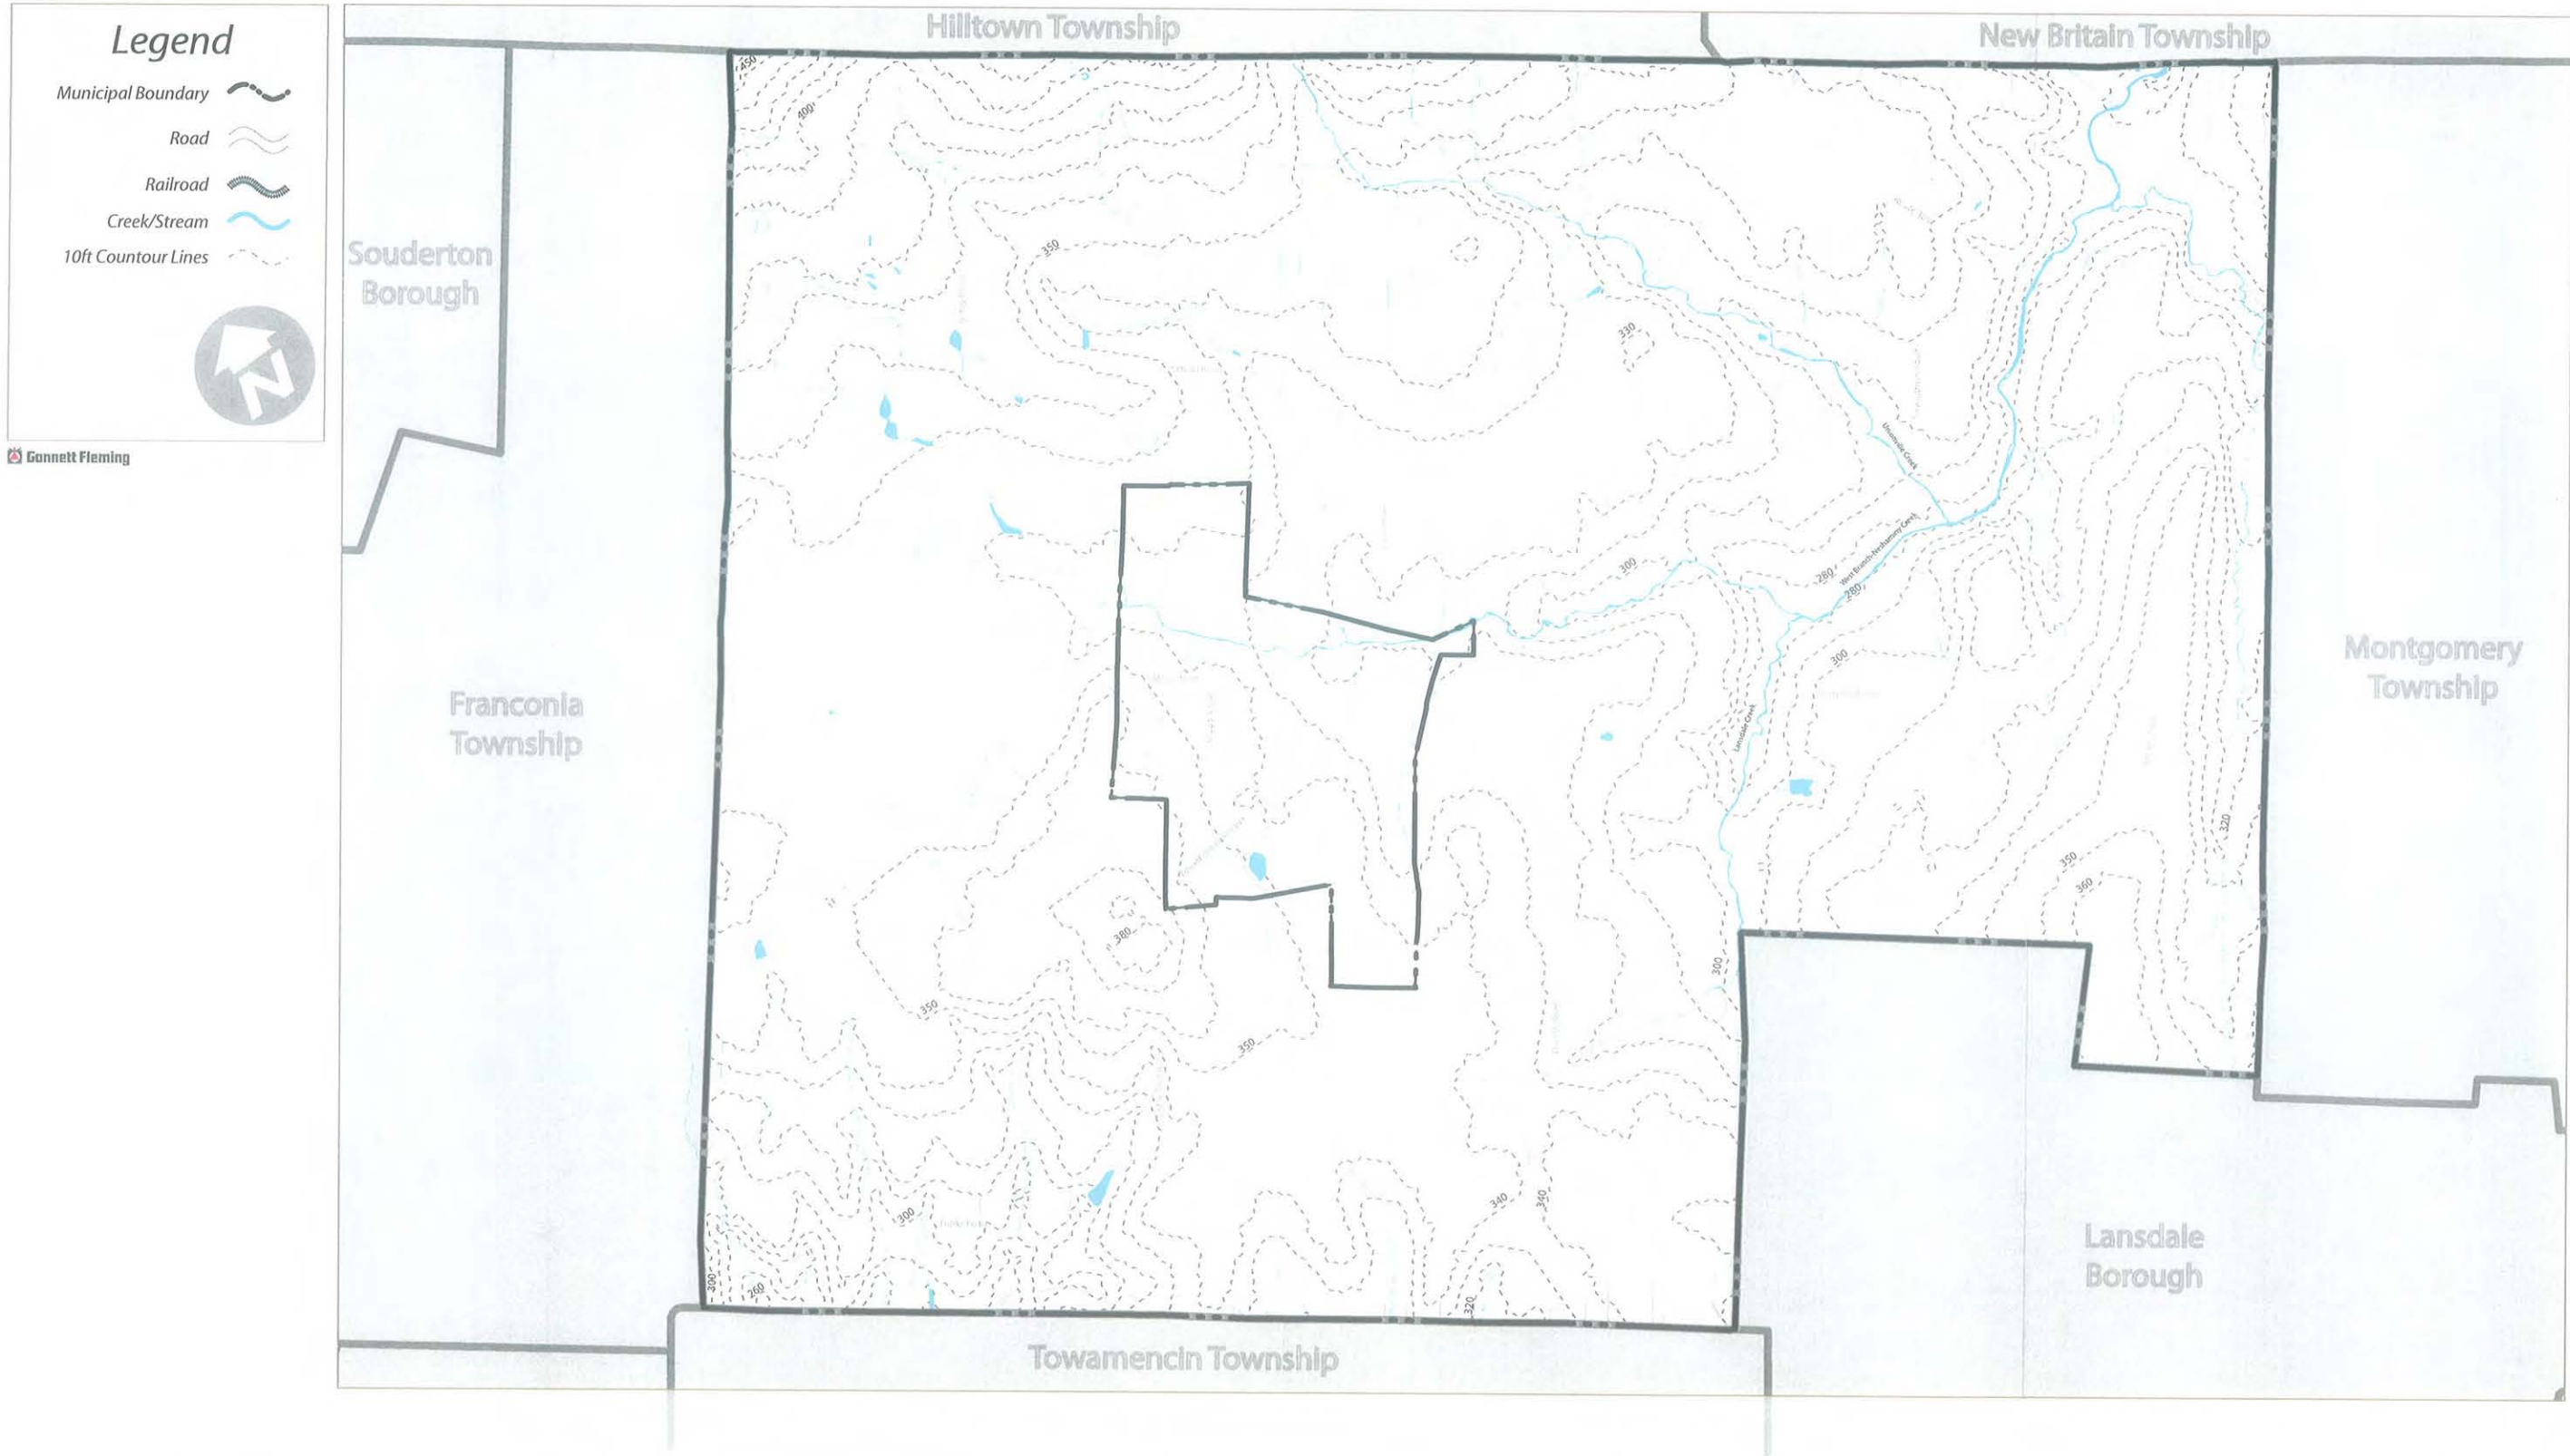 Legend
Municipal Boundary
Road
Railroad
Creek/Stream
10ft Countour Lines
N
Gannett Fleming
Hilltown Township
New Britain Township
Souderton
Borough
Franconia
Township
Montgomery
Township
Lansdale
Borough
Towamencin Township
450
400
350
330
Unionville Creek
West Branch-Neshaminy Creek
300
280
280
300
Lansdale Creek
320
350
360
380
300
350
350
340
340
300
300
260
320